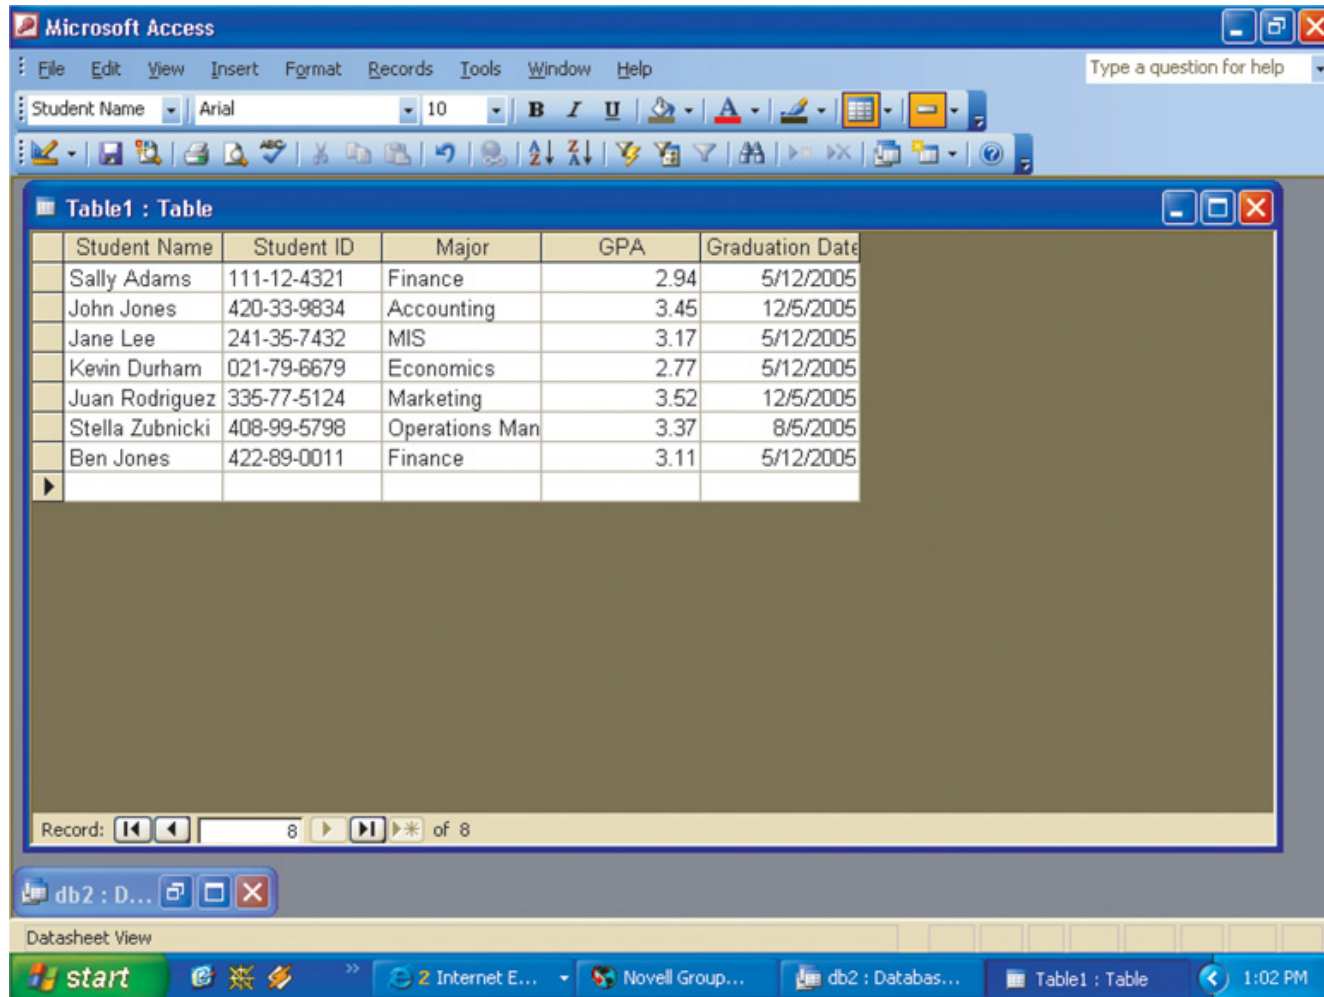 Microsoft Access
File Edit View Insert Format Records Tools Window Help Type a question for help
Student Name Arial 10 B I U A
ABC A Z Z A
Table1 : Table
Student Name Student ID Major GPA Graduation Date
Sally Adams 111-12-4321 Finance 2.94 5/12/2005
John Jones 420-33-9834 Accounting 3.45 12/5/2005
Jane Lee 241-35-7432 MIS 3.17 5/12/2005
Kevin Durham 021-79-6679 Economics 2.77 5/12/2005
Juan Rodriguez 335-77-5124 Marketing 3.52 12/5/2005
Stella Zubnicki 408-99-5798 Operations Man 3.37 8/5/2005
Ben Jones 422-89-0011 Finance 3.11 5/12/2005
Record: 8 of 8
db2 : D...
Datasheet View
start 2 Internet E... Novell Group... db2 : Databas... Table1 : Table 1:02 PM